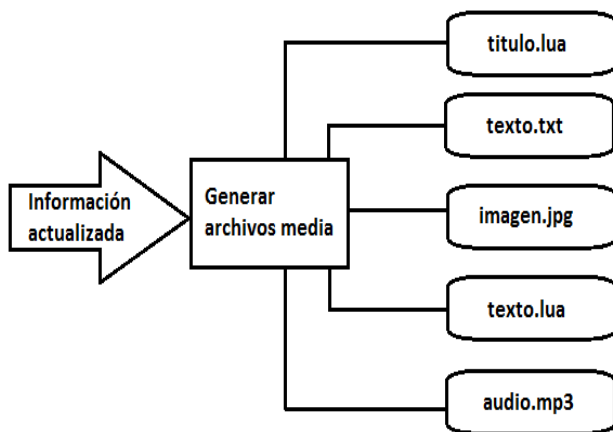 Información
actualizada
Generar
archivos media
titulo.lua
texto.txt
imagen.jpg
texto.lua
audio.mp3